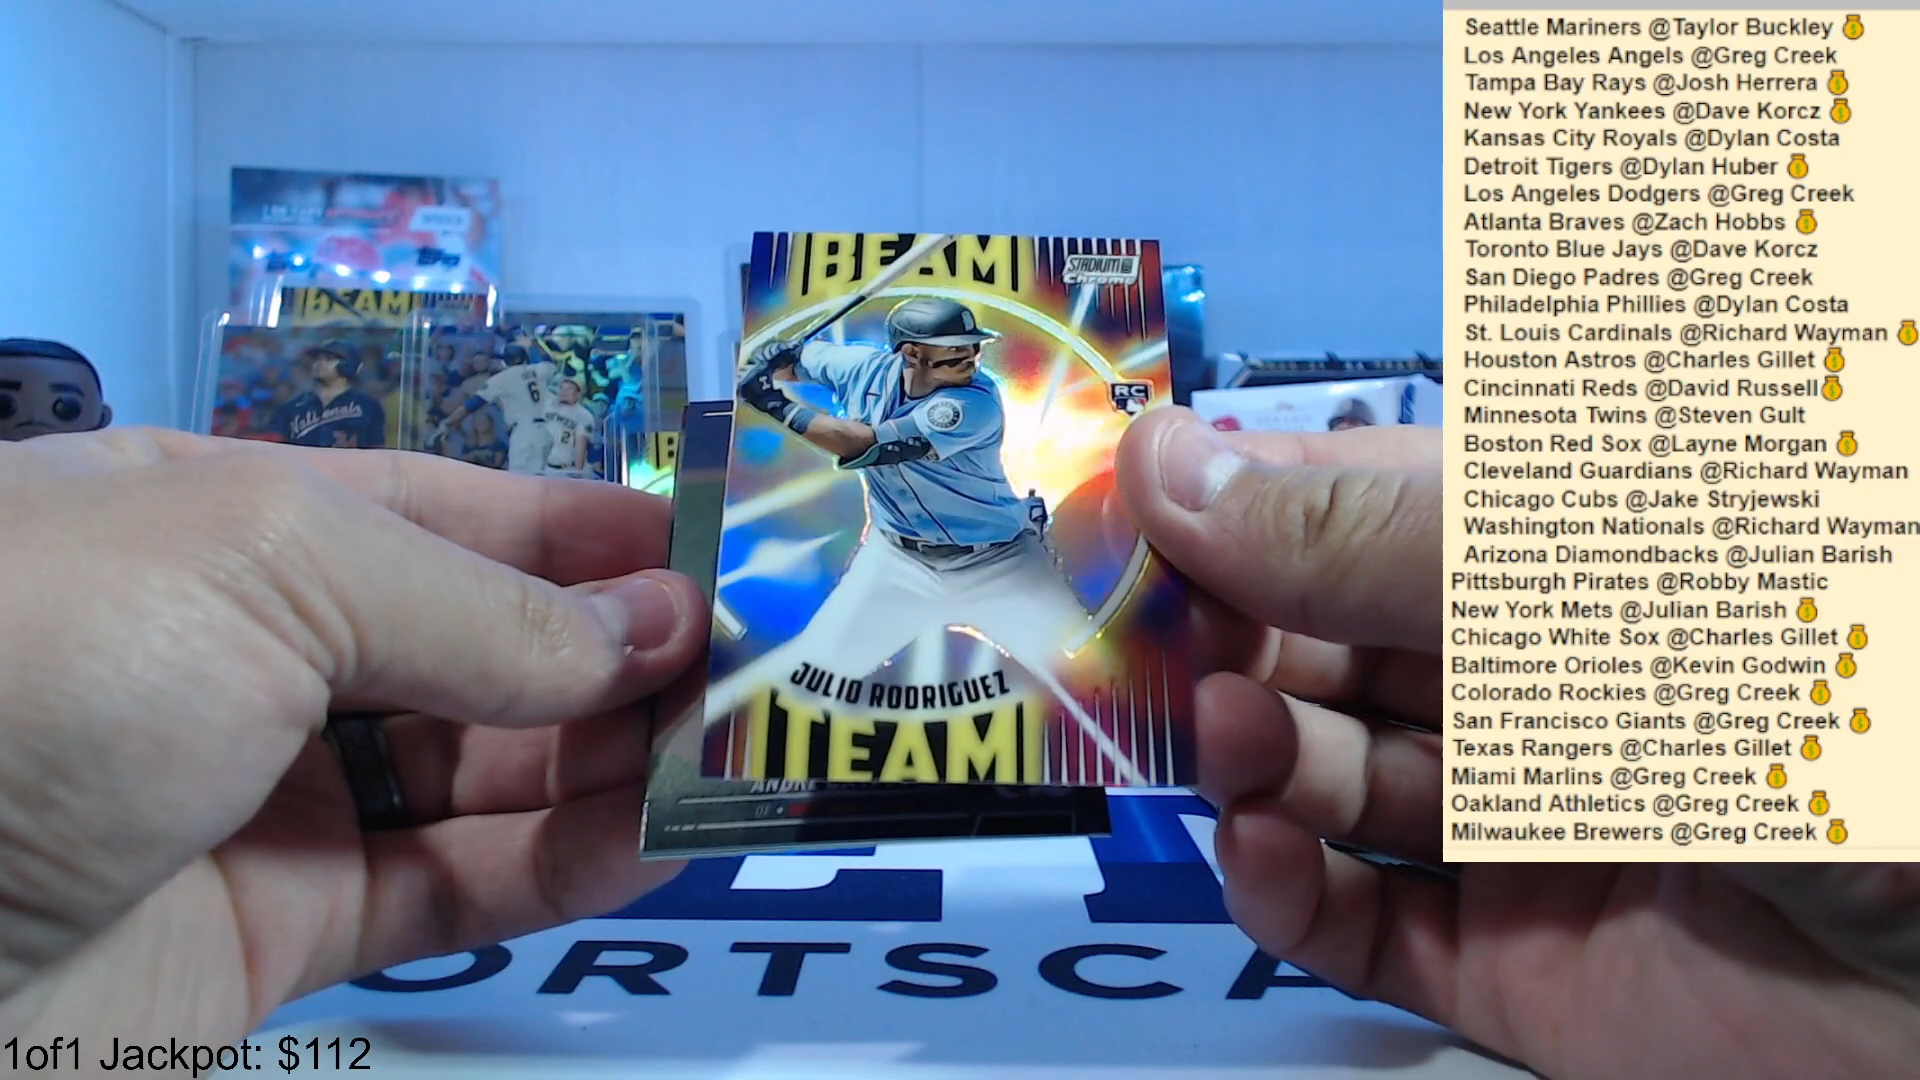 Seattle Mariners @Taylor Buckley
Los Angeles Angels @Greg Creek
Tampa Bay Rays @Josh Herrera
New York Yankees @Dave Korcz
Kansas City Royals @Dylan Costa
Detroit Tigers @Dylan Huber
Los Angeles Dodgers @Greg Creek
Atlanta Braves @Zach Hobbs
Toronto Blue Jays @Dave Korcz
San Diego Padres @Greg Creek
Philadelphia Phillies @Dylan Costa
St. Louis Cardinals @Richard Wayman
Houston Astros @Charles Gillet
Cincinnati Reds @David Russell
Minnesota Twins @Steven Gult
Boston Red Sox @Layne Morgan
Cleveland Guardians @Richard Wayman
Chicago Cubs @Jake Stryjewski
Washington Nationals @Richard Wayman
Arizona Diamondbacks @Julian Barish
Pittsburgh Pirates @Robby Mastic
New York Mets @Julian Barish
Chicago White Sox @Charles Gillet
Baltimore Orioles @Kevin Godwin
Colorado Rockies @Greg Creek
San Francisco Giants @Greg Creek
Texas Rangers @Charles Gillet
Miami Marlins @Greg Creek
Oakland Athletics @Greg Creek
Milwaukee Brewers @Greg Creek
BEAM
STADIUM
Chrome
RC
JULIO RODRIGUEZ
TEAM
ANDRE
OF
BEAM
Nationals
6
21
ORTSCA
1of1 Jackpot: $112